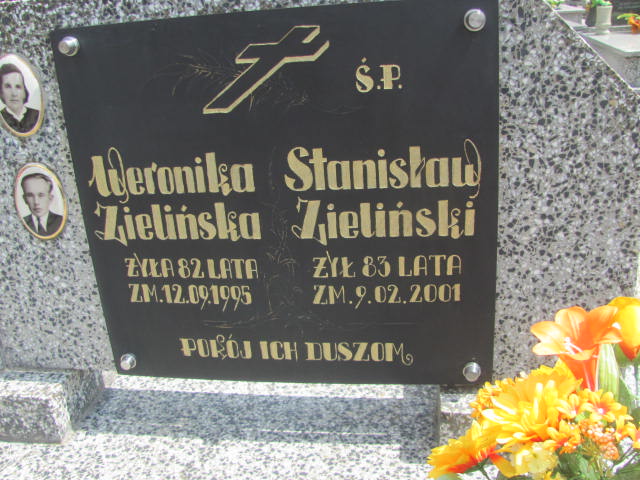 Ś.P.
Weronika
Zielińska
ŻYŁA 82 LATA
ZM. 12.09.1995
Stanisław
Zieliński
ŻYŁ 83 LATA
ZM. 9.02.2001
POKÓJ ICH DUSZOM